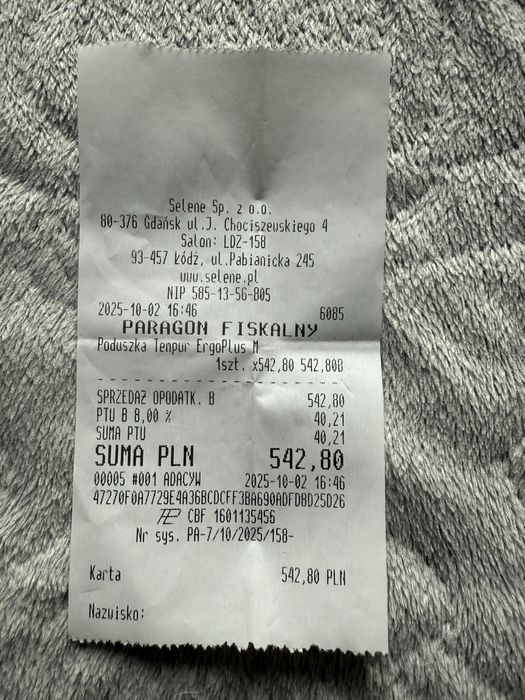 Selene Sp. z o.o.
80-376 Gdańsk ul.J. Chociszewskiego 4
Salon: LDZ-158
93-457 Łódź, ul.Pabianicka 245
www.selene.pl
NIP 585-13-56-805
2025-10-02 16:46 6085
PARAGON FISKALNY
Poduszka Tenpur ErgoPlus M
1szt. x542,80 542,80B
SPRZEDAŻ OPODATK. B 542,80
PTU B 8,00 % 40,21
SUMA PTU 40,21
SUMA PLN 542,80
00005 #001 ADACYW 2025-10-02 16:46
47270F0A7729E4A36BCDCFF3BA690ADFDBD25D26
CBF 1601135456
Nr sys. PA-7/10/2025/158-
Karta 542,80 PLN
Nazwisko: